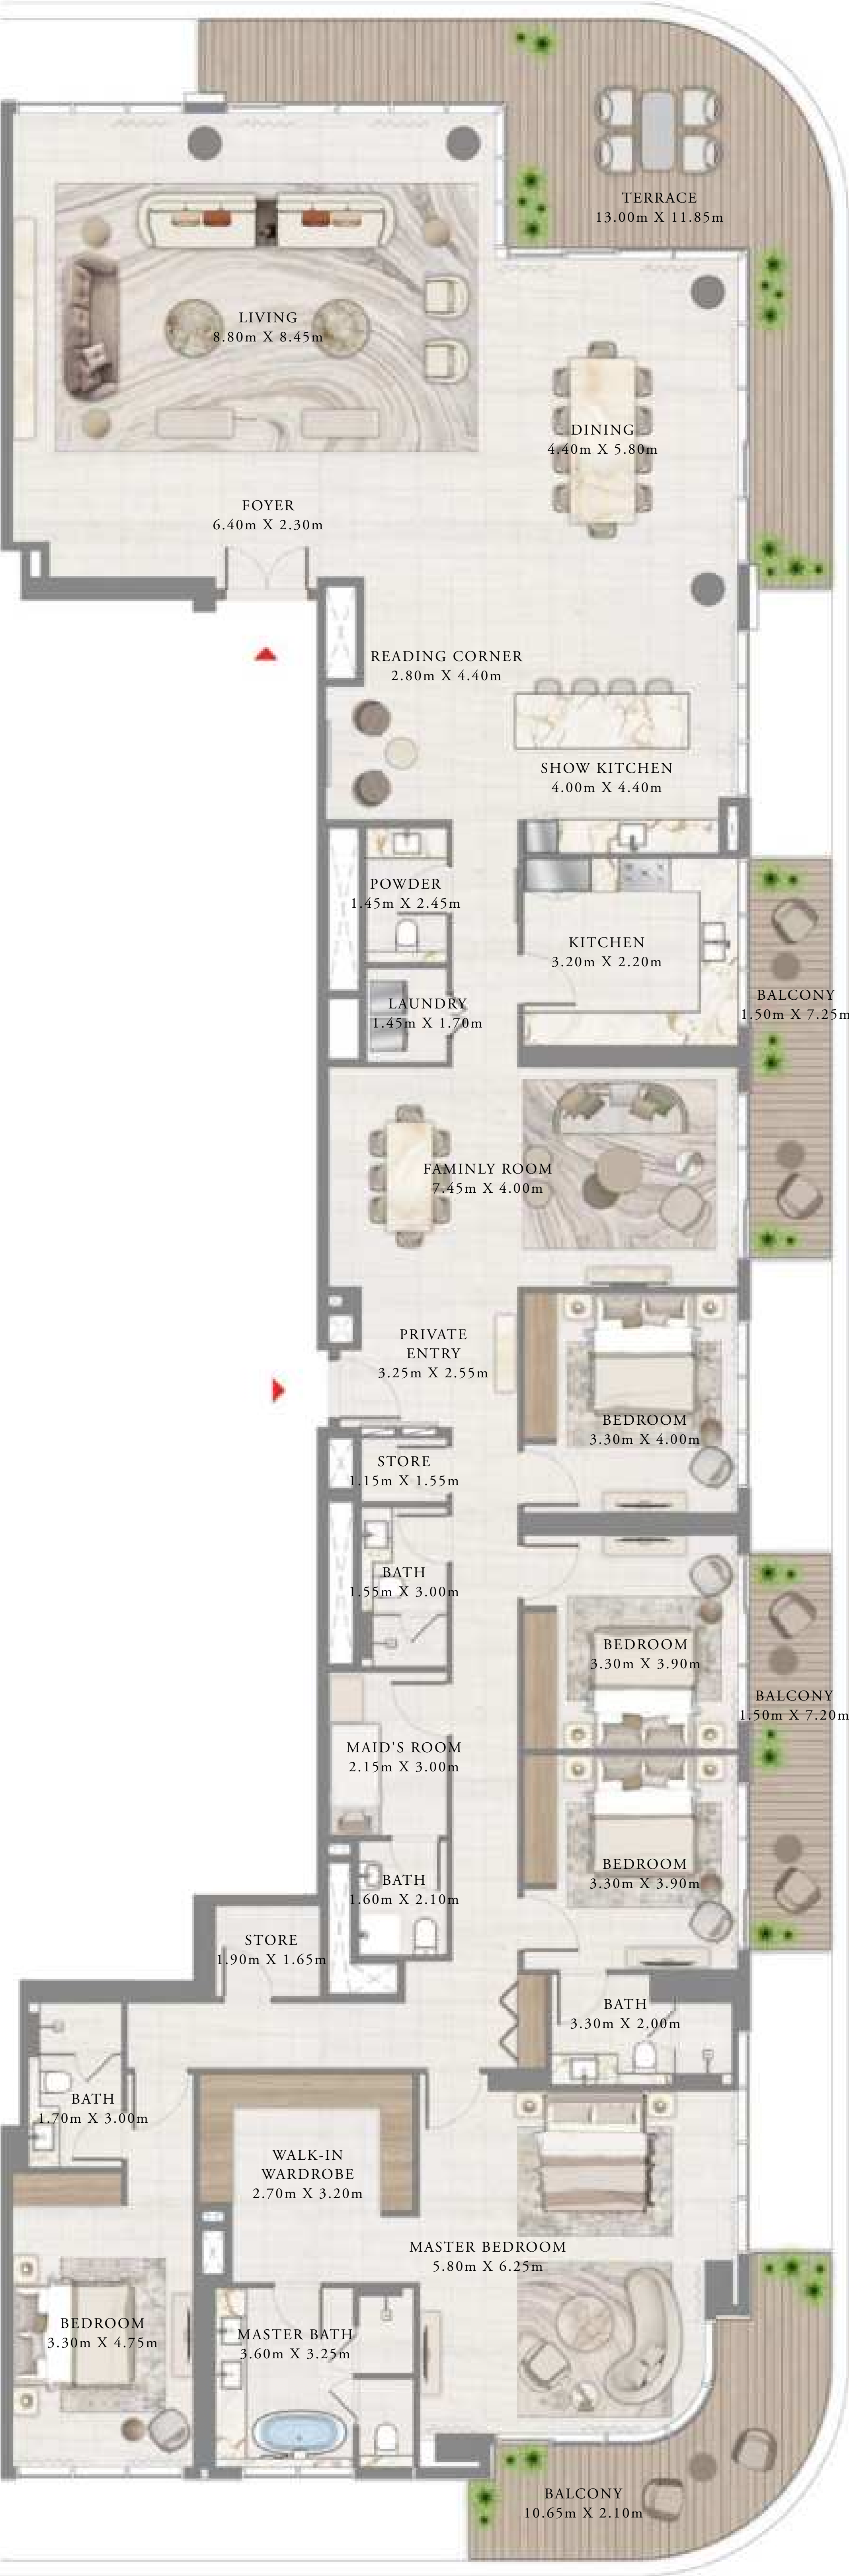 TERRACE
13.00m X 11.85m
LIVING
8.80m X 8.45m
DINING
4.40m X 5.80m
FOYER
6.40m X 2.30m
READING CORNER
2.80m X 4.40m
SHOW KITCHEN
4.00m X 4.40m
POWDER
1.45m X 2.45m
KITCHEN
3.20m X 2.20m
BALCONY
1.50m X 7.25m
LAUNDRY
1.45m X 1.70m
FAMINLY ROOM
7.45m X 4.00m
PRIVATE
ENTRY
3.25m X 2.55m
BEDROOM
3.30m X 4.00m
STORE
1.15m X 1.55m
BATH
1.55m X 3.00m
BEDROOM
3.30m X 3.90m
BALCONY
1.50m X 7.20m
MAID'S ROOM
2.15m X 3.00m
BEDROOM
3.30m X 3.90m
BATH
1.60m X 2.10m
STORE
1.90m X 1.65m
BATH
3.30m X 2.00m
BATH
1.70m X 3.00m
WALK-IN
WARDROBE
2.70m X 3.20m
MASTER BEDROOM
5.80m X 6.25m
BEDROOM
3.30m X 4.75m
MASTER BATH
3.60m X 3.25m
BALCONY
10.65m X 2.10m